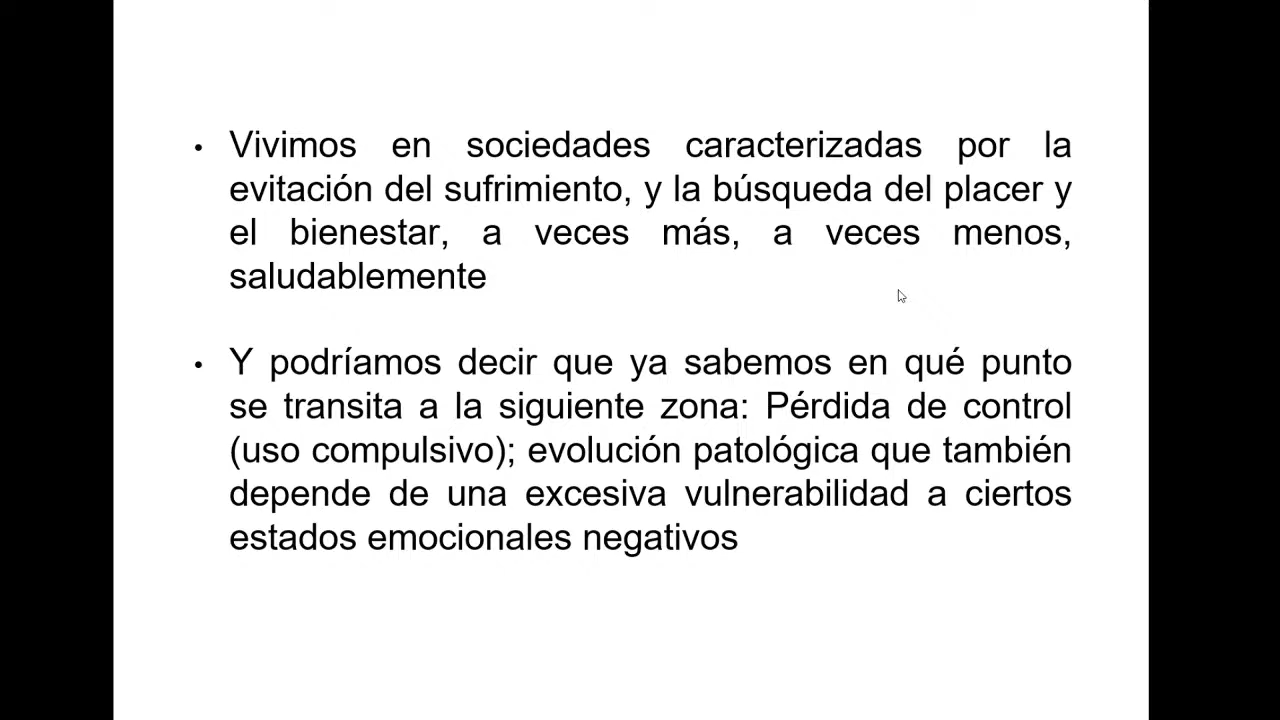 • Vivimos en sociedades caracterizadas por la
evitación del sufrimiento, y la búsqueda del placer y
el bienestar, a veces más, a veces menos,
saludablemente
• Y podríamos decir que ya sabemos en qué punto
se transita a la siguiente zona: Pérdida de control
(uso compulsivo); evolución patológica que también
depende de una excesiva vulnerabilidad a ciertos
estados emocionales negativos